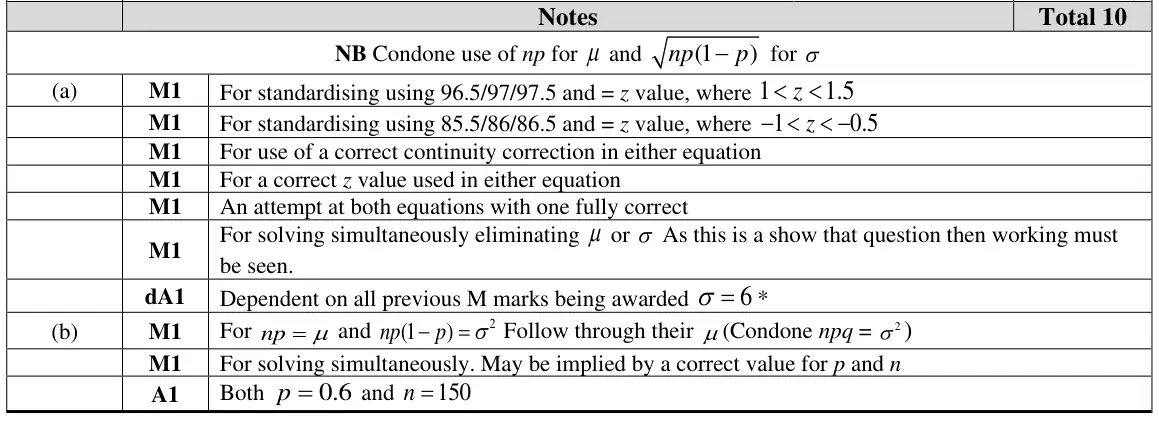 Notes Total 10
NB Condone use of np for μ and √np(1− p) for σ
(a) M1 For standardising using 96.5/97/97.5 and = z value, where 1 < z < 1.5
M1 For standardising using 85.5/86/86.5 and = z value, where −1 < z < −0.5
M1 For use of a correct continuity correction in either equation
M1 For a correct z value used in either equation
M1 An attempt at both equations with one fully correct
M1 For solving simultaneously eliminating μ or σ As this is a show that question then working must
be seen.
dA1 Dependent on all previous M marks being awarded σ = 6 *
(b) M1 For np = μ and np(1− p) = σ² Follow through their μ (Condone npq = σ²)
M1 For solving simultaneously. May be implied by a correct value for p and n
A1 Both p = 0.6 and n = 150